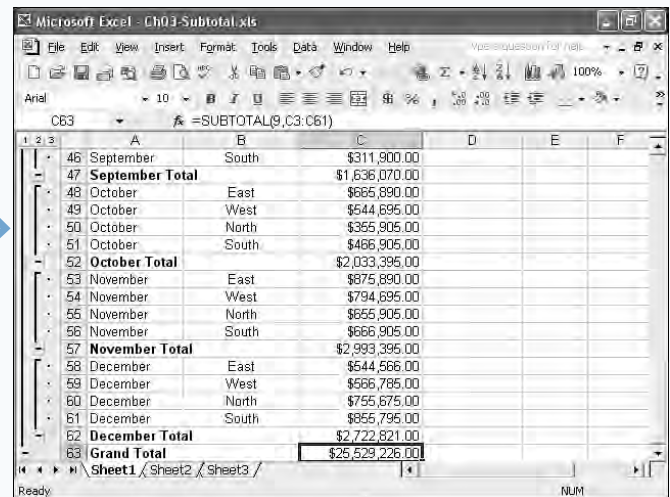 Microsoft Excel - Ch03-Subtotal.xls
File Edit View Insert Format Tools Data Window Help
100%
Arial 10 B I U
C63 fx =SUBTOTAL(9,C3:C61)
1 2 3 A B C D E F
46 September South $311,900.00
47 September Total $1,636,070.00
48 October East $665,890.00
49 October West $544,695.00
50 October North $355,905.00
51 October South $466,905.00
52 October Total $2,033,395.00
53 November East $875,890.00
54 November West $794,695.00
55 November North $655,905.00
56 November South $666,905.00
57 November Total $2,993,395.00
58 December East $544,566.00
59 December West $566,785.00
60 December North $755,675.00
61 December South $855,795.00
62 December Total $2,722,821.00
63 Grand Total $25,529,226.00
Sheet1 Sheet2 Sheet3
Ready NUM